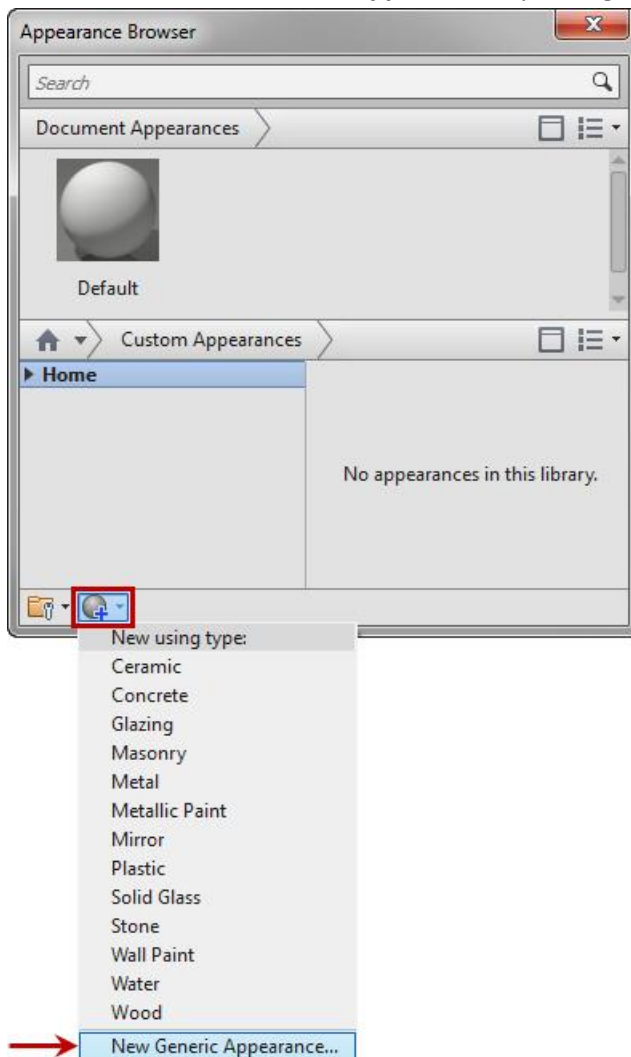 Appearance Browser
Search
Document Appearances
Default
Custom Appearances
Home
No appearances in this library.
New using type:
Ceramic
Concrete
Glazing
Masonry
Metal
Metallic Paint
Mirror
Plastic
Solid Glass
Stone
Wall Paint
Water
Wood
New Generic Appearance...